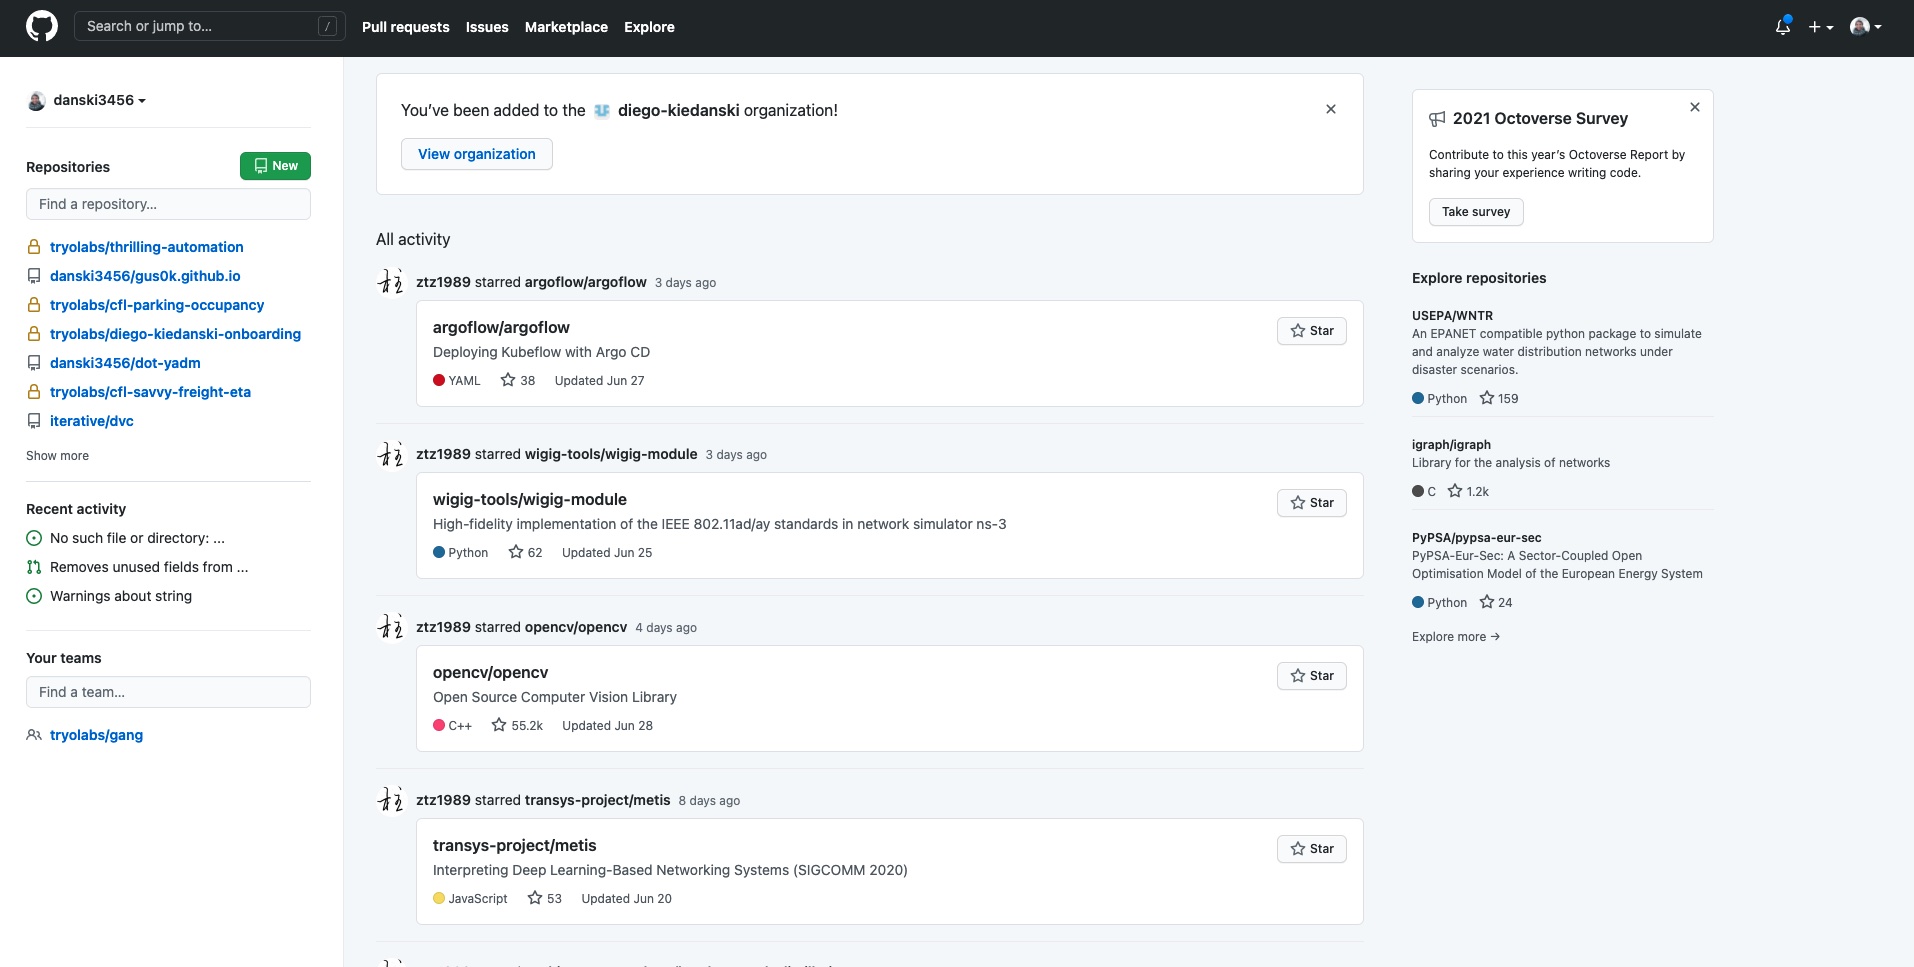 Search or jump to...
/
Pull requests
Issues
Marketplace
Explore
danski3456
Repositories
New
Find a repository...
tryolabs/thrilling-automation
danski3456/gus0k.github.io
tryolabs/cfl-parking-occupancy
tryolabs/diego-kiedanski-onboarding
danski3456/dot-yadm
tryolabs/cfl-savvy-freight-eta
iterative/dvc
Show more
Recent activity
No such file or directory: ...
Removes unused fields from ...
Warnings about string
Your teams
Find a team...
tryolabs/gang
You've been added to the diego-kiedanski organization!
View organization
All activity
ztz1989 starred argoflow/argoflow 3 days ago
argoflow/argoflow
Star
Deploying Kubeflow with Argo CD
YAML 38 Updated Jun 27
ztz1989 starred wigig-tools/wigig-module 3 days ago
wigig-tools/wigig-module
Star
High-fidelity implementation of the IEEE 802.11ad/ay standards in network simulator ns-3
Python 62 Updated Jun 25
ztz1989 starred opencv/opencv 4 days ago
opencv/opencv
Star
Open Source Computer Vision Library
C++ 55.2k Updated Jun 28
ztz1989 starred transys-project/metis 8 days ago
transys-project/metis
Star
Interpreting Deep Learning-Based Networking Systems (SIGCOMM 2020)
JavaScript 53 Updated Jun 20
2021 Octoverse Survey
Contribute to this year's Octoverse Report by
sharing your experience writing code.
Take survey
Explore repositories
USEPA/WNTR
An EPANET compatible python package to simulate
and analyze water distribution networks under
disaster scenarios.
Python 159
igraph/igraph
Library for the analysis of networks
C 1.2k
PyPSA/pypsa-eur-sec
PyPSA-Eur-Sec: A Sector-Coupled Open
Optimisation Model of the European Energy System
Python 24
Explore more →